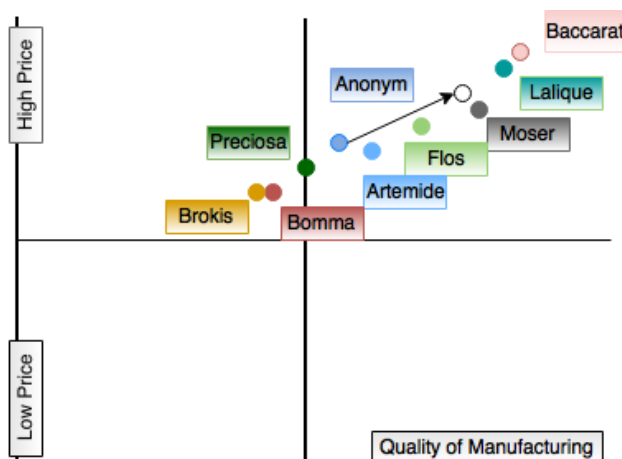 High Price
Baccarat
Anonym
Lalique
Moser
Preciosa
Flos
Artemide
Brokis
Bomma
Low Price
Quality of Manufacturing